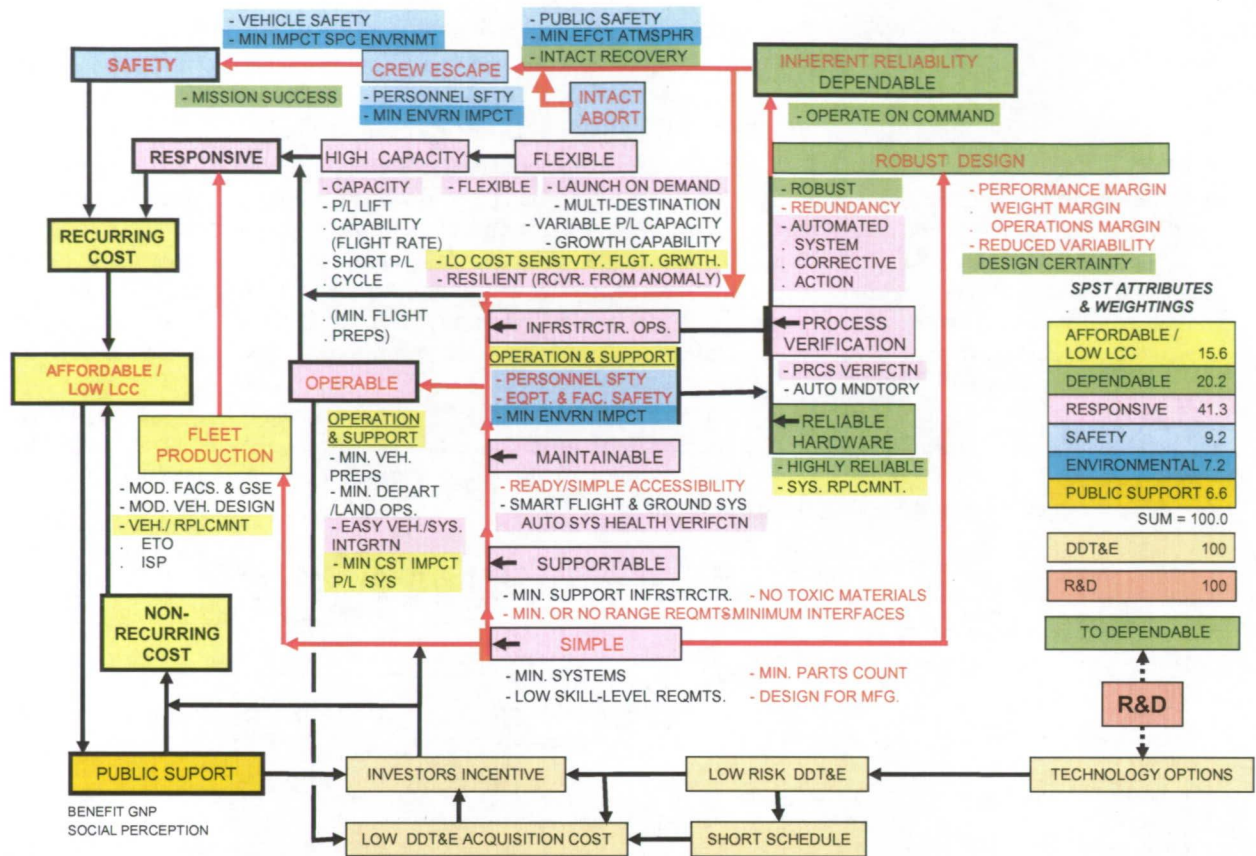 - VEHICLE SAFETY
- MIN IMPCT SPC ENVRNMT
- PUBLIC SAFETY
- MIN EFCT ATMSPHR
- INTACT RECOVERY
SAFETY
CREW ESCAPE
INHERENT RELIABILITY
DEPENDABLE
- MISSION SUCCESS
- PERSONNEL SFTY
- MIN ENVRN IMPCT
INTACT
ABORT
- OPERATE ON COMMAND
RESPONSIVE
HIGH CAPACITY
FLEXIBLE
ROBUST DESIGN
- CAPACITY
- P/L LIFT
. CAPABILITY
(FLIGHT RATE)
- SHORT P/L
. CYCLE
. (MIN. FLIGHT
. PREPS)
- FLEXIBLE
- LAUNCH ON DEMAND
- MULTI-DESTINATION
- VARIABLE P/L CAPACITY
- GROWTH CAPABILITY
- LO COST SENSTVTY. FLGT. GRWTH.
- RESILIENT (RCVR. FROM ANOMALY)
- ROBUST
- REDUNDANCY
- AUTOMATED
. SYSTEM
. CORRECTIVE
. ACTION
- PERFORMANCE MARGIN
. WEIGHT MARGIN
. OPERATIONS MARGIN
- REDUCED VARIABILITY
DESIGN CERTAINTY
RECURRING
COST
AFFORDABLE /
LOW LCC
FLEET
PRODUCTION
- MOD. FACS. & GSE
- MOD. VEH. DESIGN
- VEH./ RPLCMNT
. ETO
. ISP
NON-
RECURRING
COST
OPERABLE
OPERATION
& SUPPORT
- MIN. VEH.
PREPS
- MIN. DEPART
/LAND OPS.
- EASY VEH./SYS.
INTGRTN
- MIN CST IMPCT
P/L SYS
INFRSTRCTR. OPS.
OPERATION & SUPPORT
- PERSONNEL SFTY
- EQPT. & FAC. SAFETY
- MIN ENVRN IMPCT
MAINTAINABLE
- READY/SIMPLE ACCESSIBILITY
- SMART FLIGHT & GROUND SYS
AUTO SYS HEALTH VERIFCTN
SUPPORTABLE
- MIN. SUPPORT INFRSTRCTR.
- NO TOXIC MATERIALS
- MIN. OR NO RANGE REQMTS
- MINIMUM INTERFACES
SIMPLE
- MIN. SYSTEMS
- LOW SKILL-LEVEL REQMTS.
- MIN. PARTS COUNT
- DESIGN FOR MFG.
PROCESS
VERIFICATION
- PRCS VERIFCTN
- AUTO MNDTORY
RELIABLE
HARDWARE
- HIGHLY RELIABLE
- SYS. RPLCMNT.
SPST ATTRIBUTES
. & WEIGHTINGS
AFFORDABLE /
LOW LCC 15.6
DEPENDABLE 20.2
RESPONSIVE 41.3
SAFETY 9.2
ENVIRONMENTAL 7.2
PUBLIC SUPPORT 6.6
SUM = 100.0
DDT&E 100
R&D 100
TO DEPENDABLE
R&D
PUBLIC SUPORT
INVESTORS INCENTIVE
LOW RISK DDT&E
TECHNOLOGY OPTIONS
BENEFIT GNP
SOCIAL PERCEPTION
LOW DDT&E ACQUISITION COST
SHORT SCHEDULE